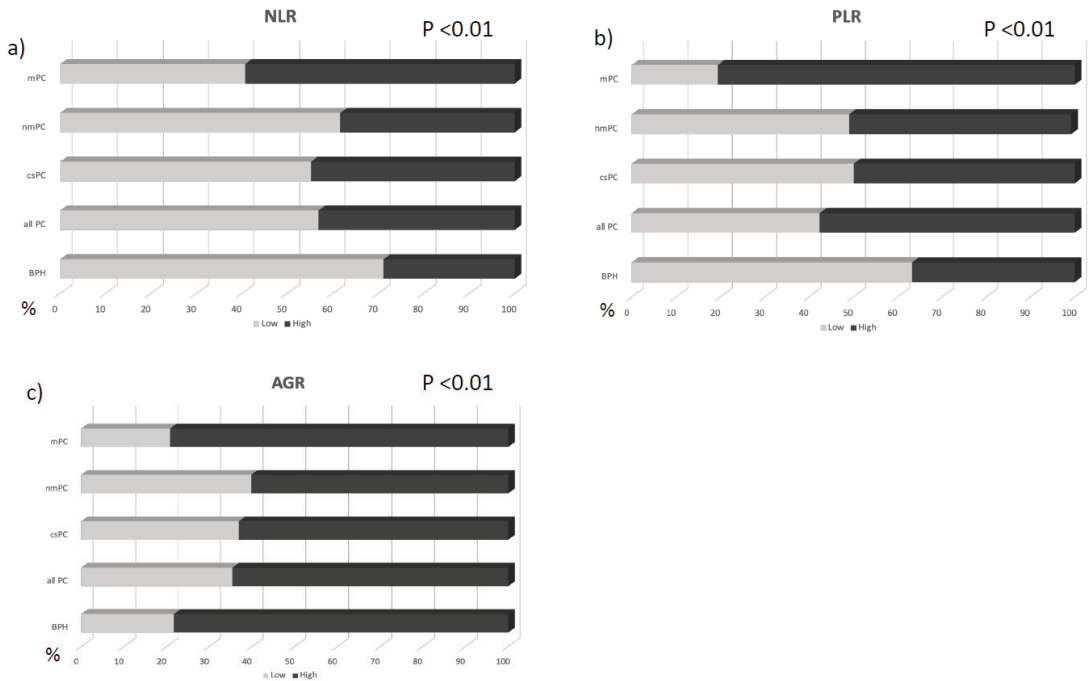 a)
NLR
P <0.01
mPC
nmPC
csPC
all PC
BPH
% 0 10 20 30 40 50 60 70 80 90 100
Low High
b)
PLR
P <0.01
mPC
nmPC
csPC
all PC
BPH
% 0 10 20 30 40 50 60 70 80 90 100
Low High
c)
AGR
P <0.01
mPC
nmPC
csPC
all PC
BPH
% 0 10 20 30 40 50 60 70 80 90 100
Low High